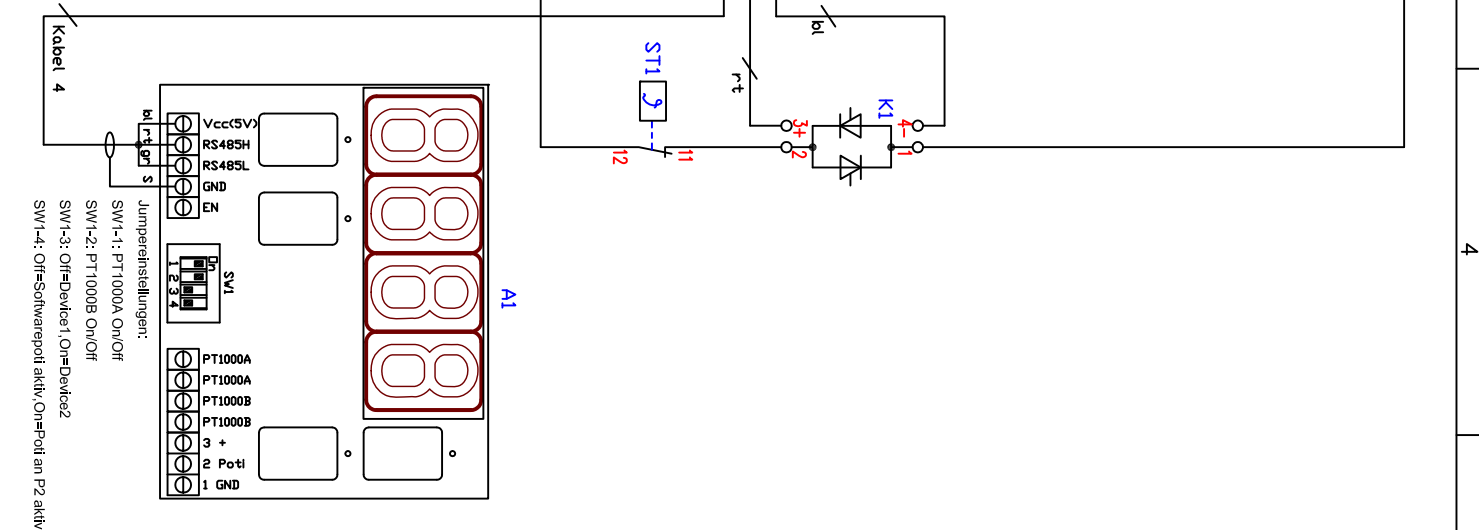 Kabel 4
bl
rt
gr
S
Vcc(5V)
RS485H
RS485L
GND
EN
SW1
On
1
2
3
4
Jumpereinstellungen:
SW1-1: PT1000A On/Off
SW1-2: PT1000B On/Off
SW1-3: Off=Device1,On=Device2
SW1-4: Off=Softwarepoti aktiv,On=Poti an P2 aktiv
PT1000A
PT1000A
PT1000B
PT1000B
3 +
2 Poti
1 GND
A1
ST1
12
11
rt
bl
K1
3+
4-
2
1
4